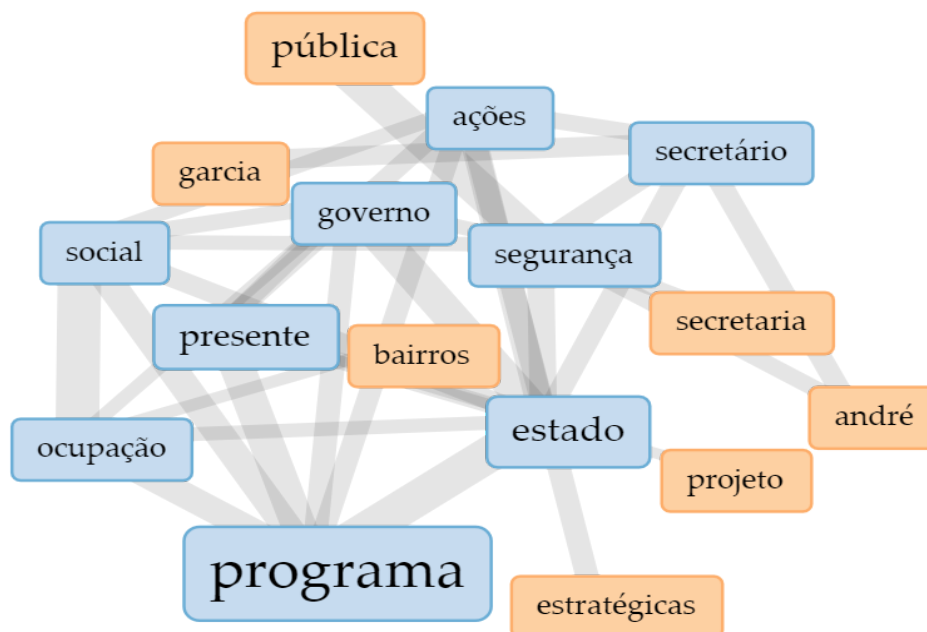 pública
ações
secretário
garcia
governo
social
segurança
secretaria
presente
bairros
andré
estado
ocupação
projeto
programa
estratégicas